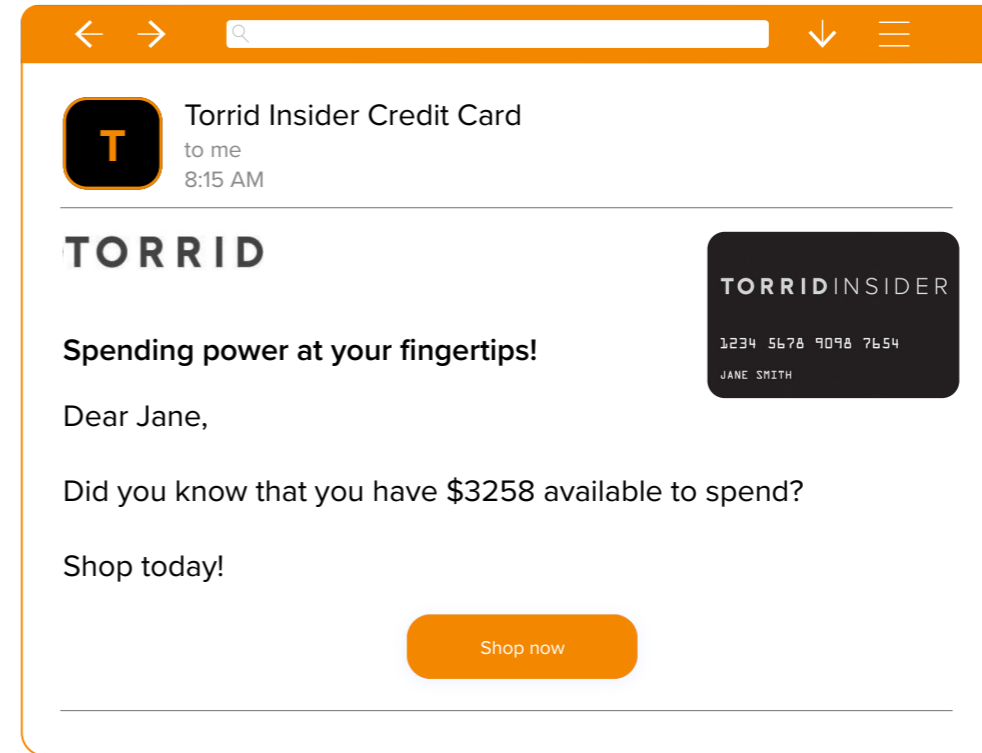 T
Torrid Insider Credit Card
to me
8:15 AM
TORRID
TORRIDINSIDER
1234 5678 9098 7654
JANE SMITH
Spending power at your fingertips!
Dear Jane,
Did you know that you have $3258 available to spend?
Shop today!
Shop now